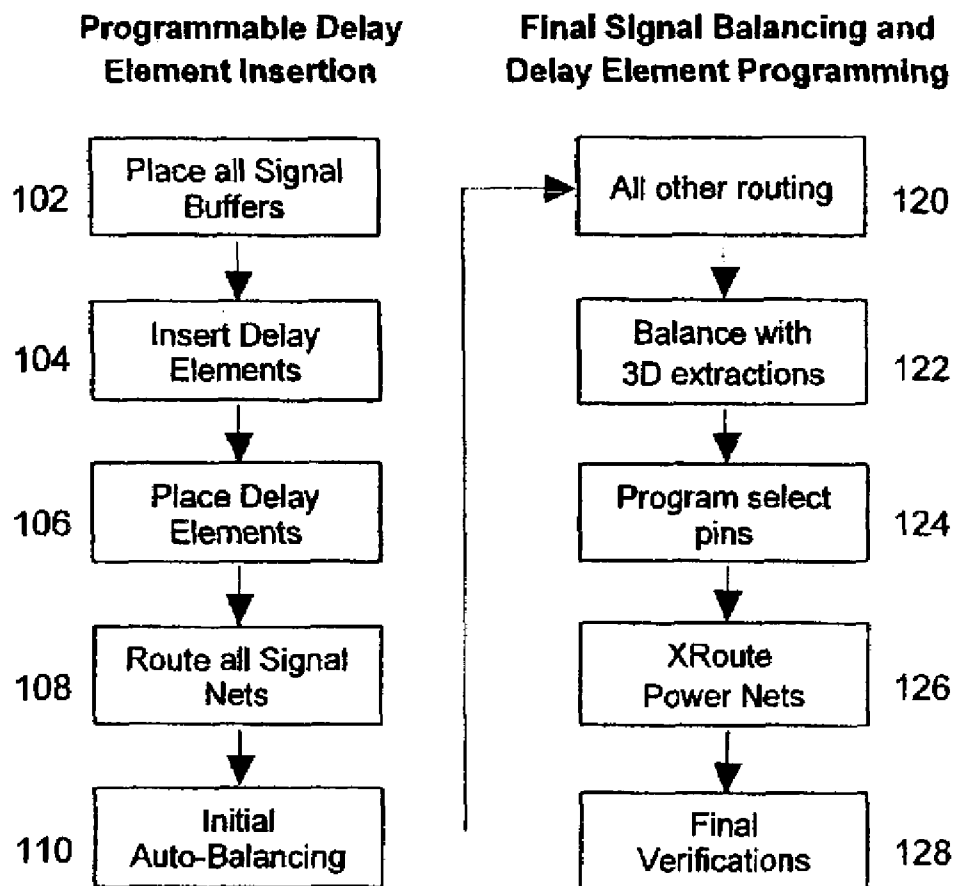 Programmable Delay
Element Insertion
102
Place all Signal
Buffers
104
Insert Delay
Elements
106
Place Delay
Elements
108
Route all Signal
Nets
110
Initial
Auto-Balancing
Final Signal Balancing and
Delay Element Programming
All other routing
120
Balance with
3D extractions
122
Program select
pins
124
XRoute
Power Nets
126
Final
Verifications
128